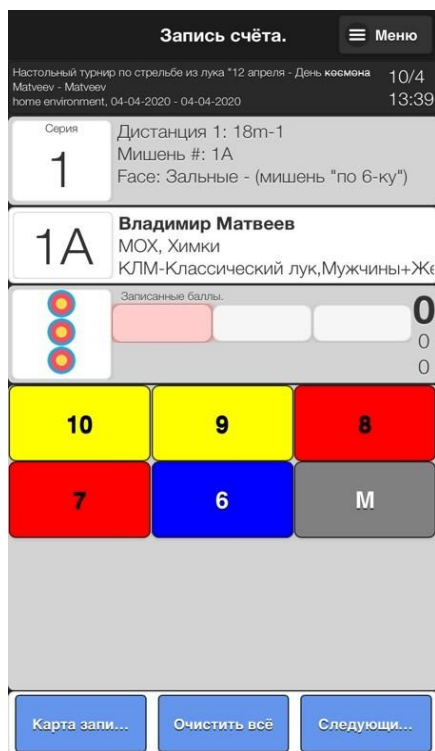 Запись счёта.
Меню
Настольный турнир по стрельбе из лука "12 апреля - День космона
10/4
Matveev - Matveev
home environment, 04-04-2020 - 04-04-2020
13:39
Серия
1
Дистанция 1: 18m-1
Мишень #: 1A
Face: Зальные - (мишень "по 6-ку")
1A
Владимир Матвеев
МОХ, Химки
КЛМ-Классический лук,Мужчины+Же
Записанные баллы.
0
0
0
10
9
8
7
6
M
Карта запи...
Очистить всё
Следующи...